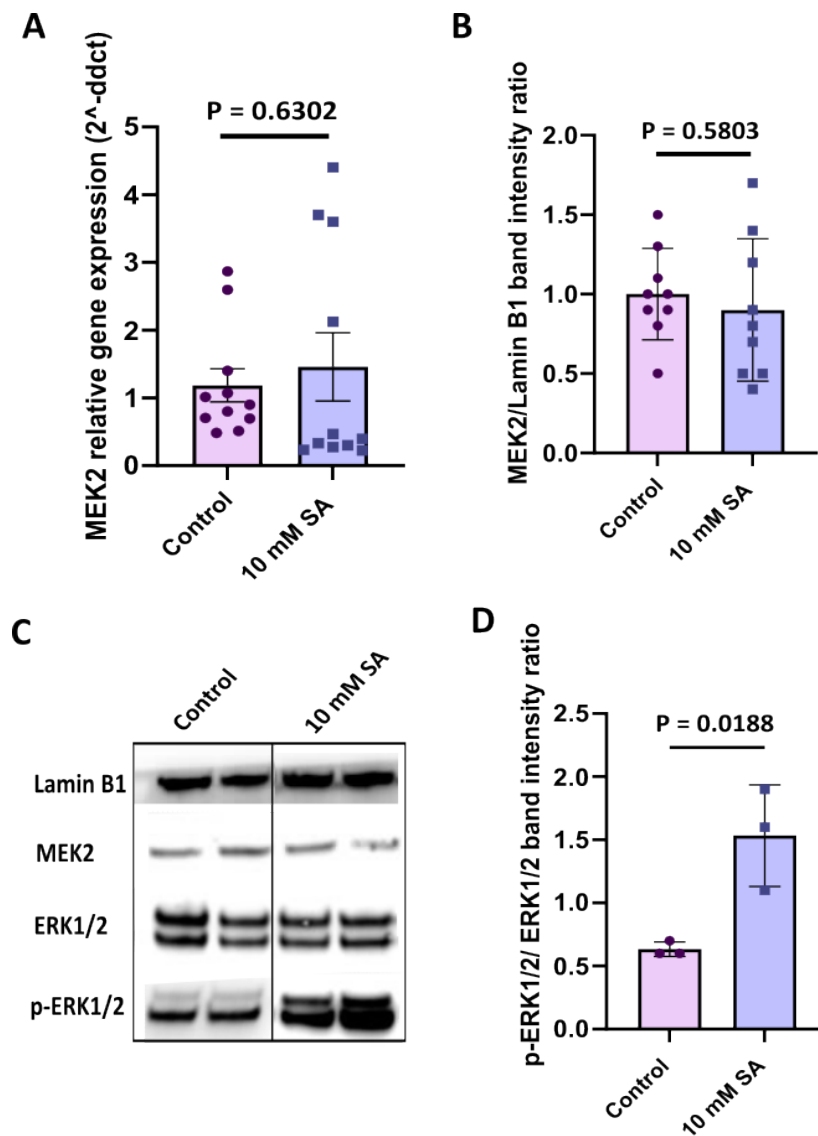 A
MEK2 relative gene expression (2^-ddct)
P = 0.6302
5
4
3
2
1
0
Control
10 mM SA
B
MEK2/Lamin B1 band intensity ratio
P = 0.5803
2.0
1.5
1.0
0.5
0.0
Control
10 mM SA
C
Control
10 mM SA
Lamin B1
MEK2
ERK1/2
p-ERK1/2
D
p-ERK1/2/ ERK1/2 band intensity ratio
P = 0.0188
2.5
2.0
1.5
1.0
0.5
0.0
Control
10 mM SA